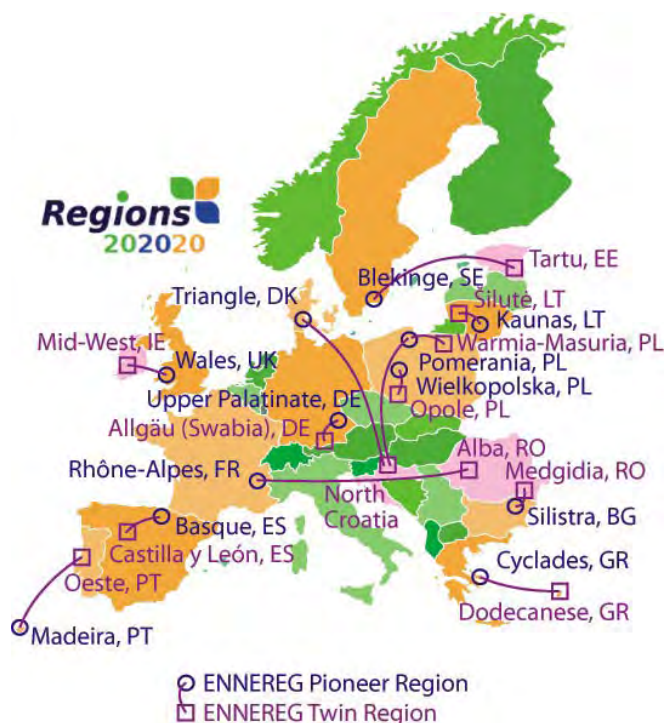 Regions
202020
Tartu, EE
Blekinge, SE
Triangle, DK
Šilutė, LT
Kaunas, LT
Mid-West, IE
Warmia-Masuria, PL
Wales, UK
Pomerania, PL
Wielkopolska, PL
Upper Palatinate, DE
Opole, PL
Allgäu (Swabia), DE
Alba, RO
Rhône-Alpes, FR
Medgidia, RO
North
Croatia
Basque, ES
Silistra, BG
Castilla y León, ES
Cyclades, GR
Oeste, PT
Dodecanese, GR
Madeira, PT
ENNEREG Pioneer Region
ENNEREG Twin Region